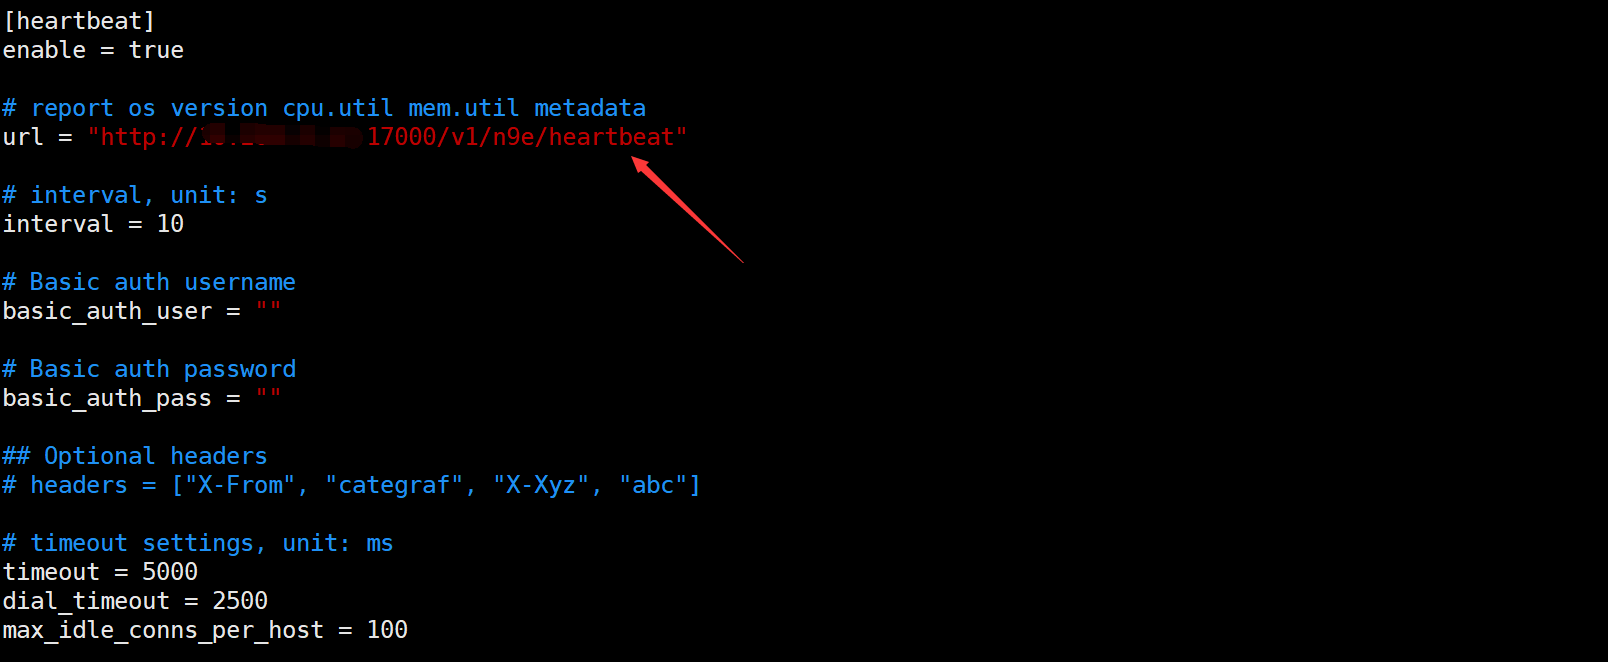 [heartbeat]
enable = true
# report os version cpu.util mem.util metadata
url = "http:// 17000/v1/n9e/heartbeat"
# interval, unit: s
interval = 10
# Basic auth username
basic_auth_user = ""
# Basic auth password
basic_auth_pass = ""
## Optional headers
# headers = ["X-From", "categraf", "X-Xyz", "abc"]
# timeout settings, unit: ms
timeout = 5000
dial_timeout = 2500
max_idle_conns_per_host = 100